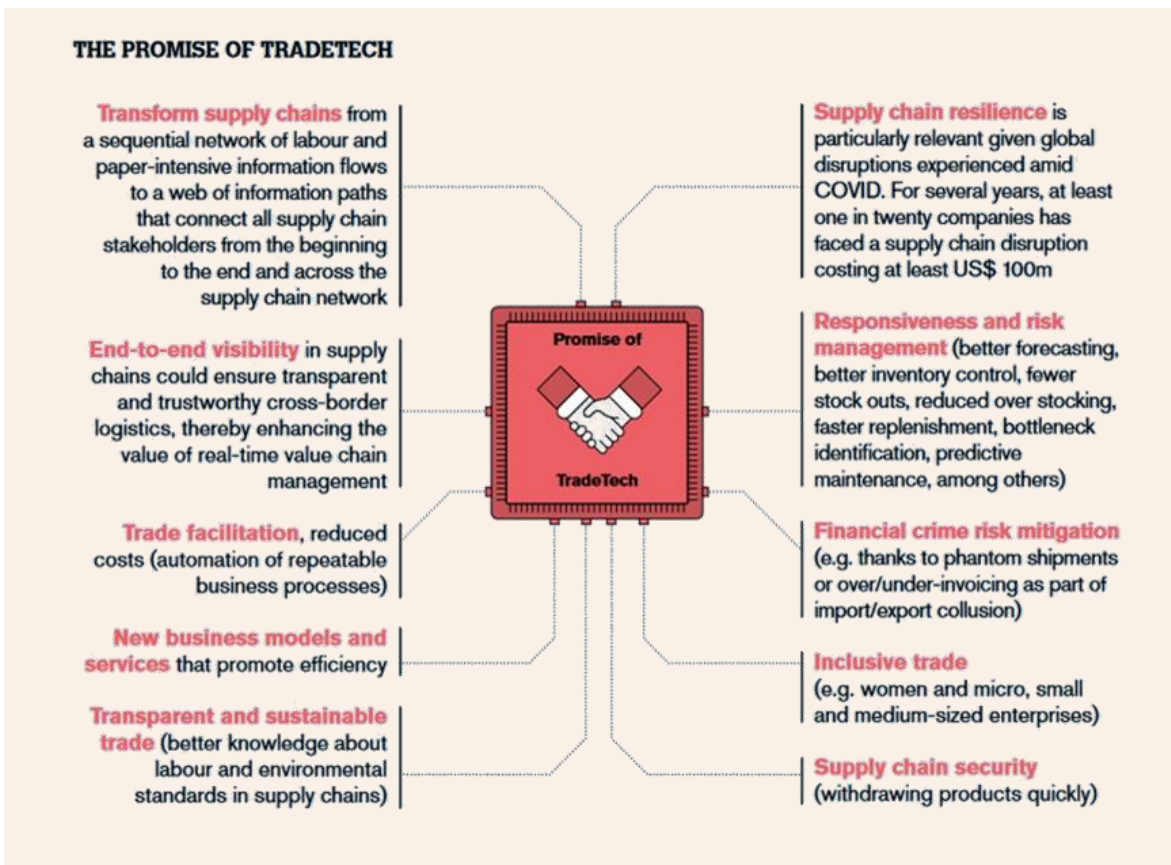 THE PROMISE OF TRADETECH
Transform supply chains from
a sequential network of labour and
paper-intensive information flows
to a web of information paths
that connect all supply chain
stakeholders from the beginning
to the end and across the
supply chain network
End-to-end visibility in supply
chains could ensure transparent
and trustworthy cross-border
logistics, thereby enhancing the
value of real-time value chain
management
Trade facilitation, reduced
costs (automation of repeatable
business processes)
New business models and
services that promote efficiency
Transparent and sustainable
trade (better knowledge about
labour and environmental
standards in supply chains)
Promise of
TradeTech
Supply chain resilience is
particularly relevant given global
disruptions experienced amid
COVID. For several years, at least
one in twenty companies has
faced a supply chain disruption
costing at least US$ 100m
Responsiveness and risk
management (better forecasting,
better inventory control, fewer
stock outs, reduced over stocking,
faster replenishment, bottleneck
identification, predictive
maintenance, among others)
Financial crime risk mitigation
(e.g. thanks to phantom shipments
or over/under-invoicing as part of
import/export collusion)
Inclusive trade
(e.g. women and micro, small
and medium-sized enterprises)
Supply chain security
(withdrawing products quickly)